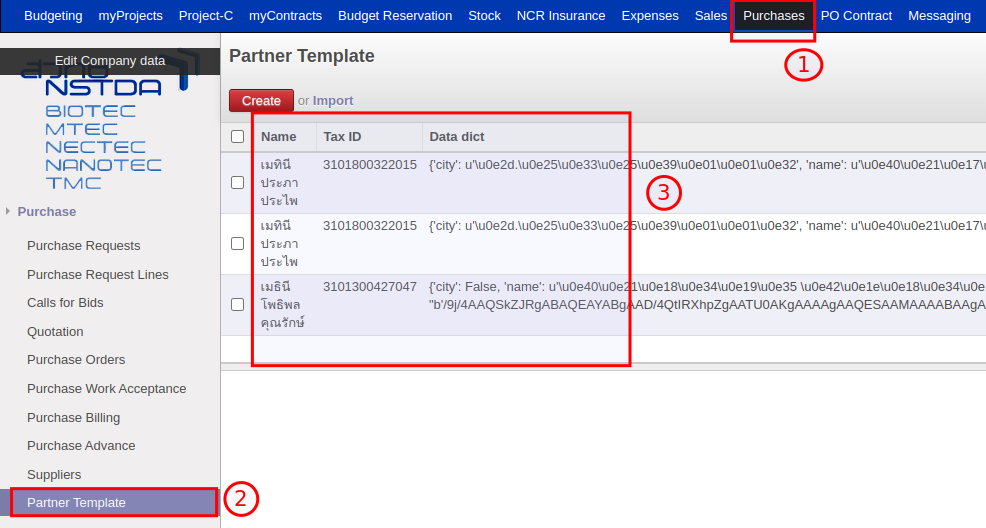 Budgeting myProjects Project-C myContracts Budget Reservation Stock NCR Insurance Expenses Sales Purchases PO Contract Messaging
1
Edit Company data
NSTDA
BIOTEC
MTEC
NECTEC
NANOTEC
TMC
Purchase
Purchase Requests
Purchase Request Lines
Calls for Bids
Quotation
Purchase Orders
Purchase Work Acceptance
Purchase Billing
Purchase Advance
Suppliers
Partner Template
2
Partner Template
Create or Import
Name Tax ID Data dict
เมทินี 3101800322015 {'city': u'\u0e2d.\u0e25\u0e33\u0e25\u0e39\u0e01\u0e01\u0e32', 'name': u'\u0e40\u0e21\u0e17\u
ประภา
ประไพ
3
เมทินี 3101800322015 {'city': u'\u0e2d.\u0e25\u0e33\u0e25\u0e39\u0e01\u0e01\u0e32', 'name': u'\u0e40\u0e21\u0e17\u
ประภา
ประไพ
เมธินี 3101300427047 {'city': False, 'name': u'\u0e40\u0e21\u0e18\u0e34\u0e19\u0e35 \u0e42\u0e1e\u0e18\u0e34\u0e
โพธิพล "b'/9j/4AAQSkZJRgABAQEAYABgAAD/4QtIRXhpZgAATU0AKgAAAAgAAQESAAMAAAABAAgA
คุณรักษ์